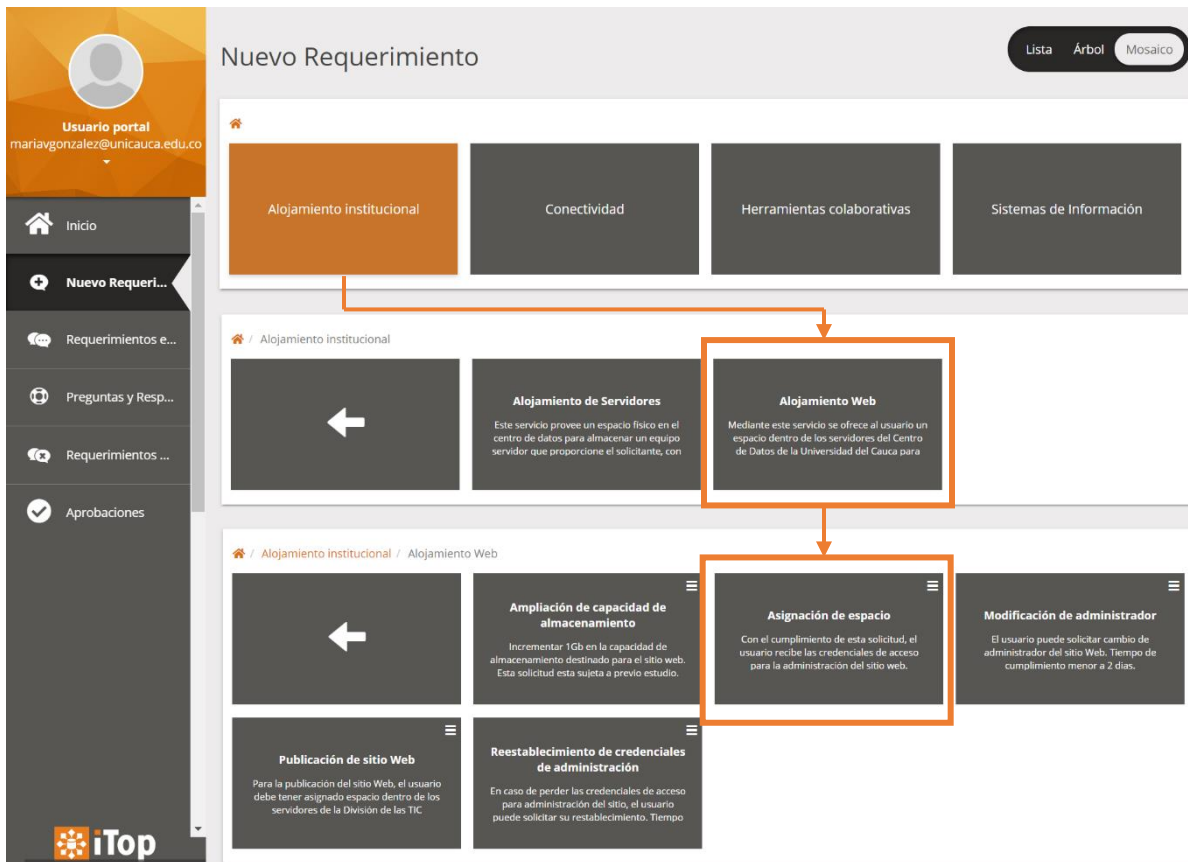 Nuevo Requerimiento
Lista Árbol Mosaico
Usuario portal
mariavgonzalez@unicauca.edu.co
Inicio
Nuevo Requeri...
Requerimientos e...
Preguntas y Resp...
Requerimientos ...
Aprobaciones
iTop
Alojamiento institucional
Conectividad
Herramientas colaborativas
Sistemas de Información
/ Alojamiento institucional
Alojamiento de Servidores
Este servicio provee un espacio físico en el
centro de datos para almacenar un equipo
servidor que proporcione el solicitante, con
Alojamiento Web
Mediante este servicio se ofrece al usuario un
espacio dentro de los servidores del Centro
de Datos de la Universidad del Cauca para
/ Alojamiento institucional / Alojamiento Web
Ampliación de capacidad de
almacenamiento
Incrementar 1Gb en la capacidad de
almacenamiento destinado para el sitio web.
Esta solicitud esta sujeta a previo estudio.
Asignación de espacio
Con el cumplimiento de esta solicitud, el
usuario recibe las credenciales de acceso
para la administración del sitio web.
Modificación de administrador
El usuario puede solicitar cambio de
administrador del sitio Web. Tiempo de
cumplimiento menor a 2 dias.
Publicación de sitio Web
Para la publicación del sitio Web, el usuario
debe tener asignado espacio dentro de los
servidores de la División de las TIC
Reestablecimiento de credenciales
de administración
En caso de perder las credenciales de acceso
para administración del sitio, el usuario
puede solicitar su restablecimiento. Tiempo